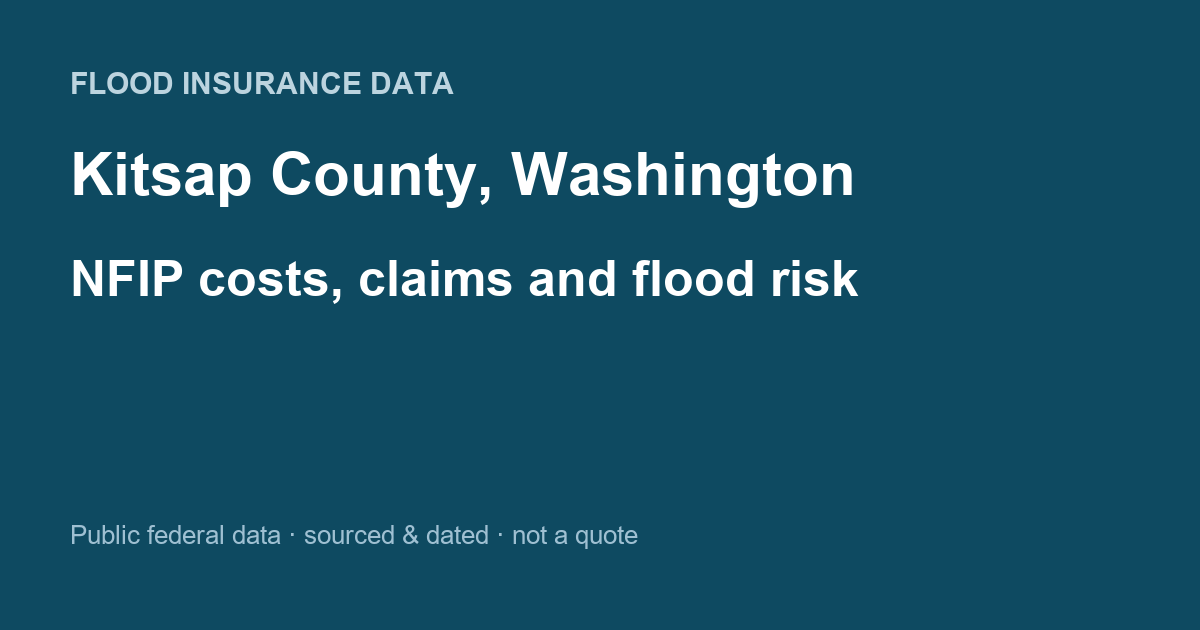 FLOOD INSURANCE DATA
Kitsap County, Washington
NFIP costs, claims and flood risk
Public federal data · sourced & dated · not a quote